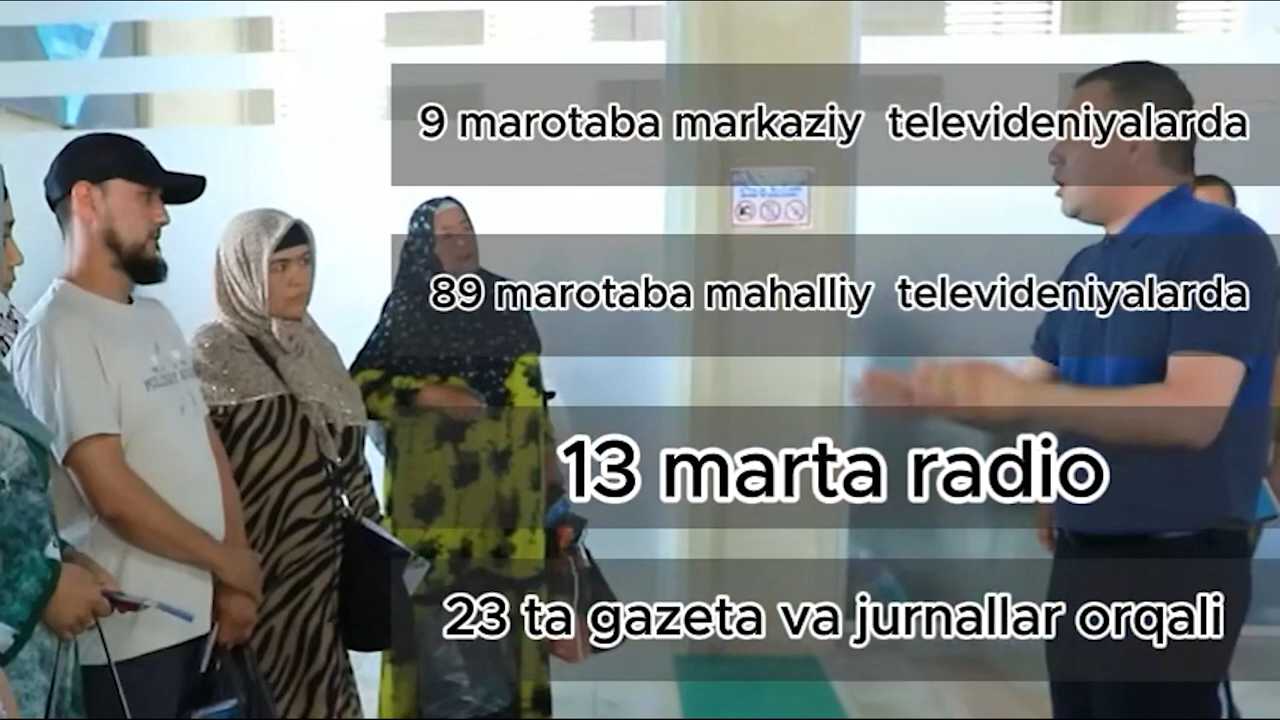 9 marotaba markaziy televideniyalarda
89 marotaba mahalliy televideniyalarda
13 marta radio
23 ta gazeta va jurnallar orqali